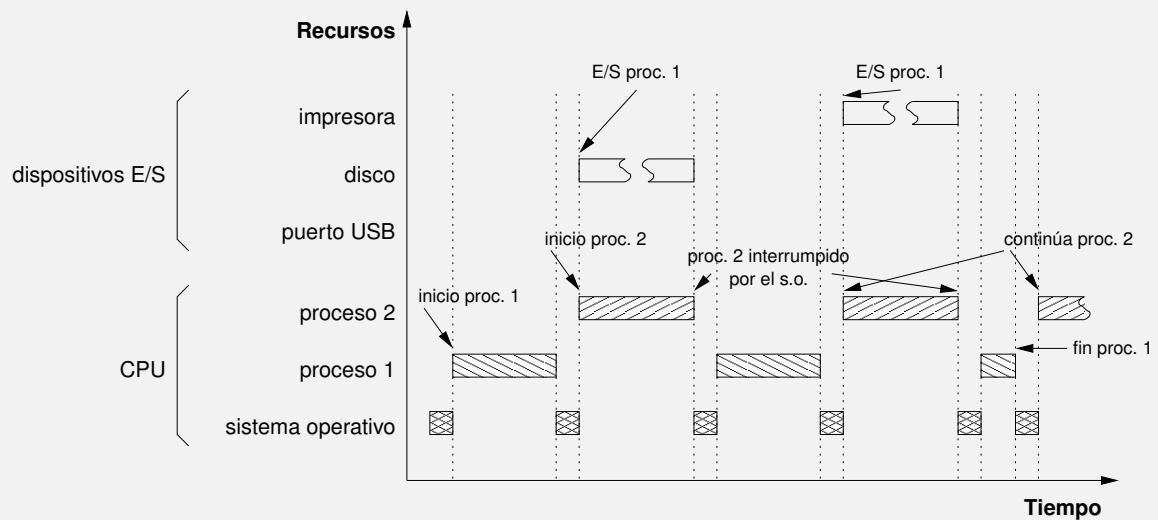 Recursos
E/S proc. 1
E/S proc. 1
impresora
dispositivos E/S
disco
puerto USB
inicio proc. 2
continúa proc. 2
proc. 2 interrumpido
por el s.o.
inicio proc. 1
proceso 2
fin proc. 1
CPU
proceso 1
sistema operativo
Tiempo